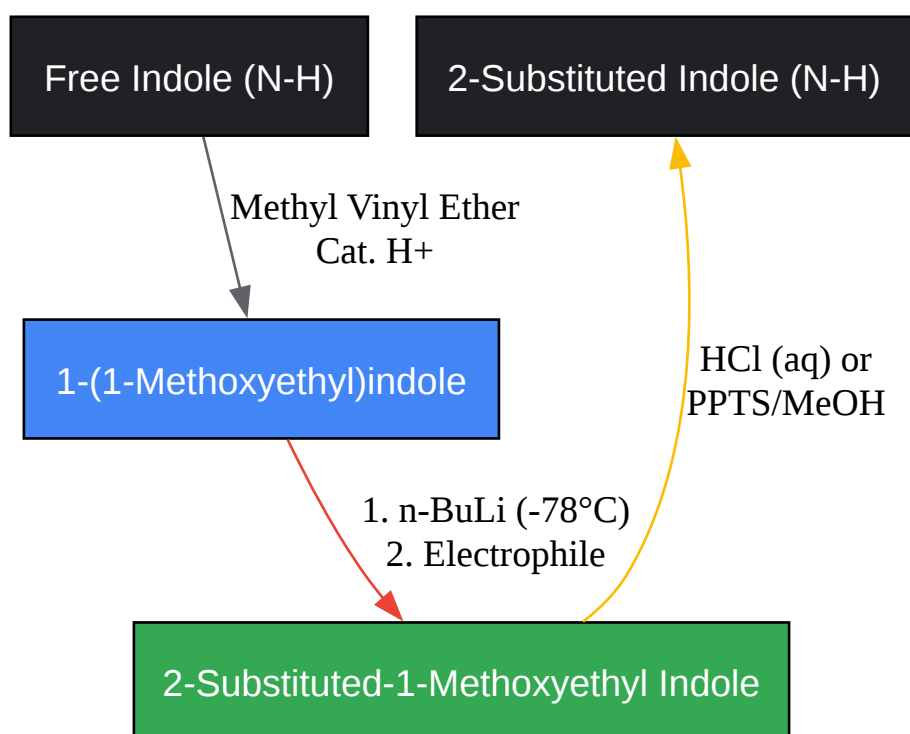 Free Indole (N-H)
2-Substituted Indole (N-H)
Methyl Vinyl Ether
Cat. H+
1-(1-Methoxyethyl)indole
HCl (aq) or
PPTS/MeOH
1. n-BuLi (-78°C)
2. Electrophile
2-Substituted-1-Methoxyethyl Indole